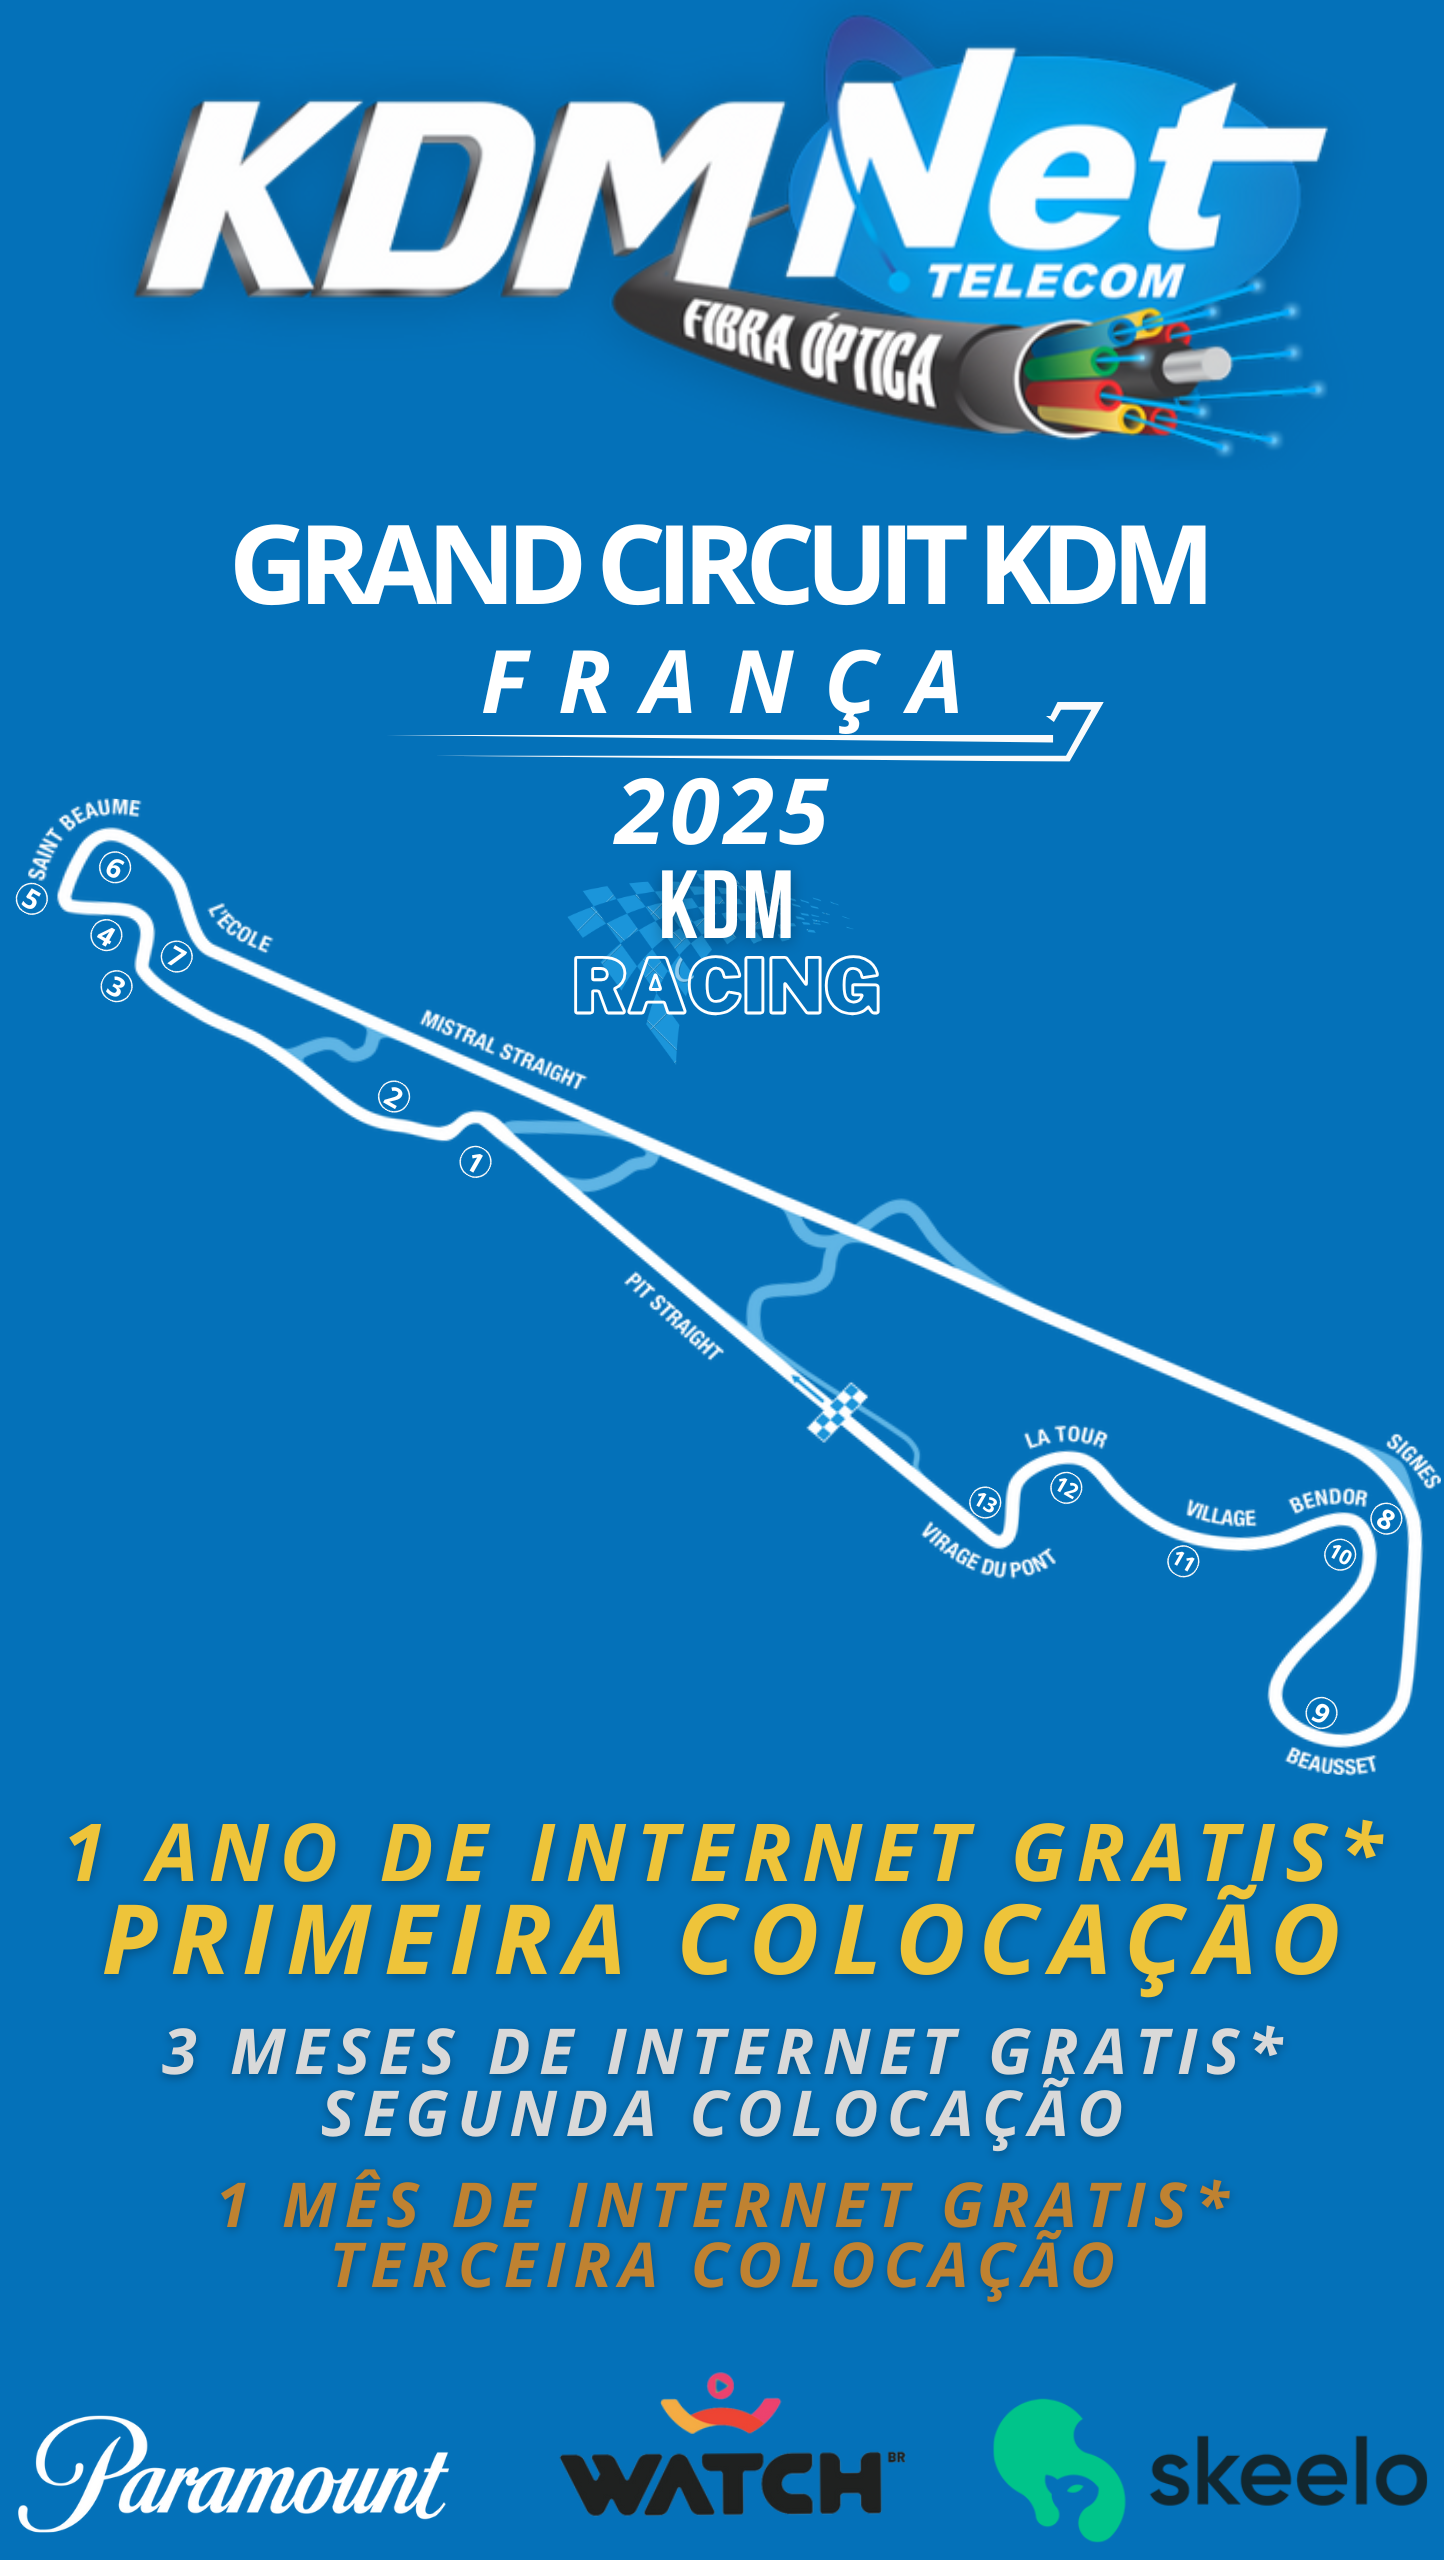 KDM Net
TELECOM
FIBRA ÓPTICA
GRAND CIRCUIT KDM
FRANÇA
2025
KDM
RACING
SAINT BEAUME
6
5
4
7
3
L'ECOLE
MISTRAL STRAIGHT
2
1
PIT STRAIGHT
LA TOUR
12
13
VIRAGE DU PONT
VILLAGE
11
BENDOR
10
SIGNES
8
9
BEAUSSET
1 ANO DE INTERNET GRATIS*
PRIMEIRA COLOCAÇÃO
3 MESES DE INTERNET GRATIS*
SEGUNDA COLOCAÇÃO
1 MÊS DE INTERNET GRATIS*
TERCEIRA COLOCAÇÃO
Paramount
WATCH BR
skeelo